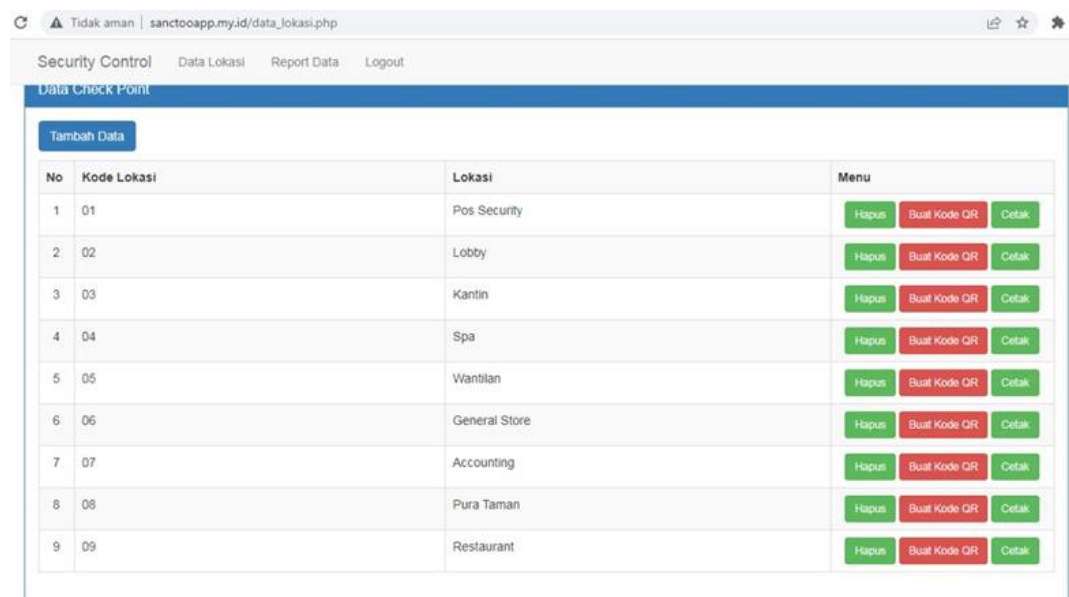 Tidak aman | sanctooapp.my.id/data_lokasi.php
Security Control Data Lokasi Report Data Logout
Data Check Point
Tambah Data
No Kode Lokasi Lokasi Menu
1 01 Pos Security Hapus Buat Kode QR Cetak
2 02 Lobby Hapus Buat Kode QR Cetak
3 03 Kantin Hapus Buat Kode QR Cetak
4 04 Spa Hapus Buat Kode QR Cetak
5 05 Wantilan Hapus Buat Kode QR Cetak
6 06 General Store Hapus Buat Kode QR Cetak
7 07 Accounting Hapus Buat Kode QR Cetak
8 08 Pura Taman Hapus Buat Kode QR Cetak
9 09 Restaurant Hapus Buat Kode QR Cetak